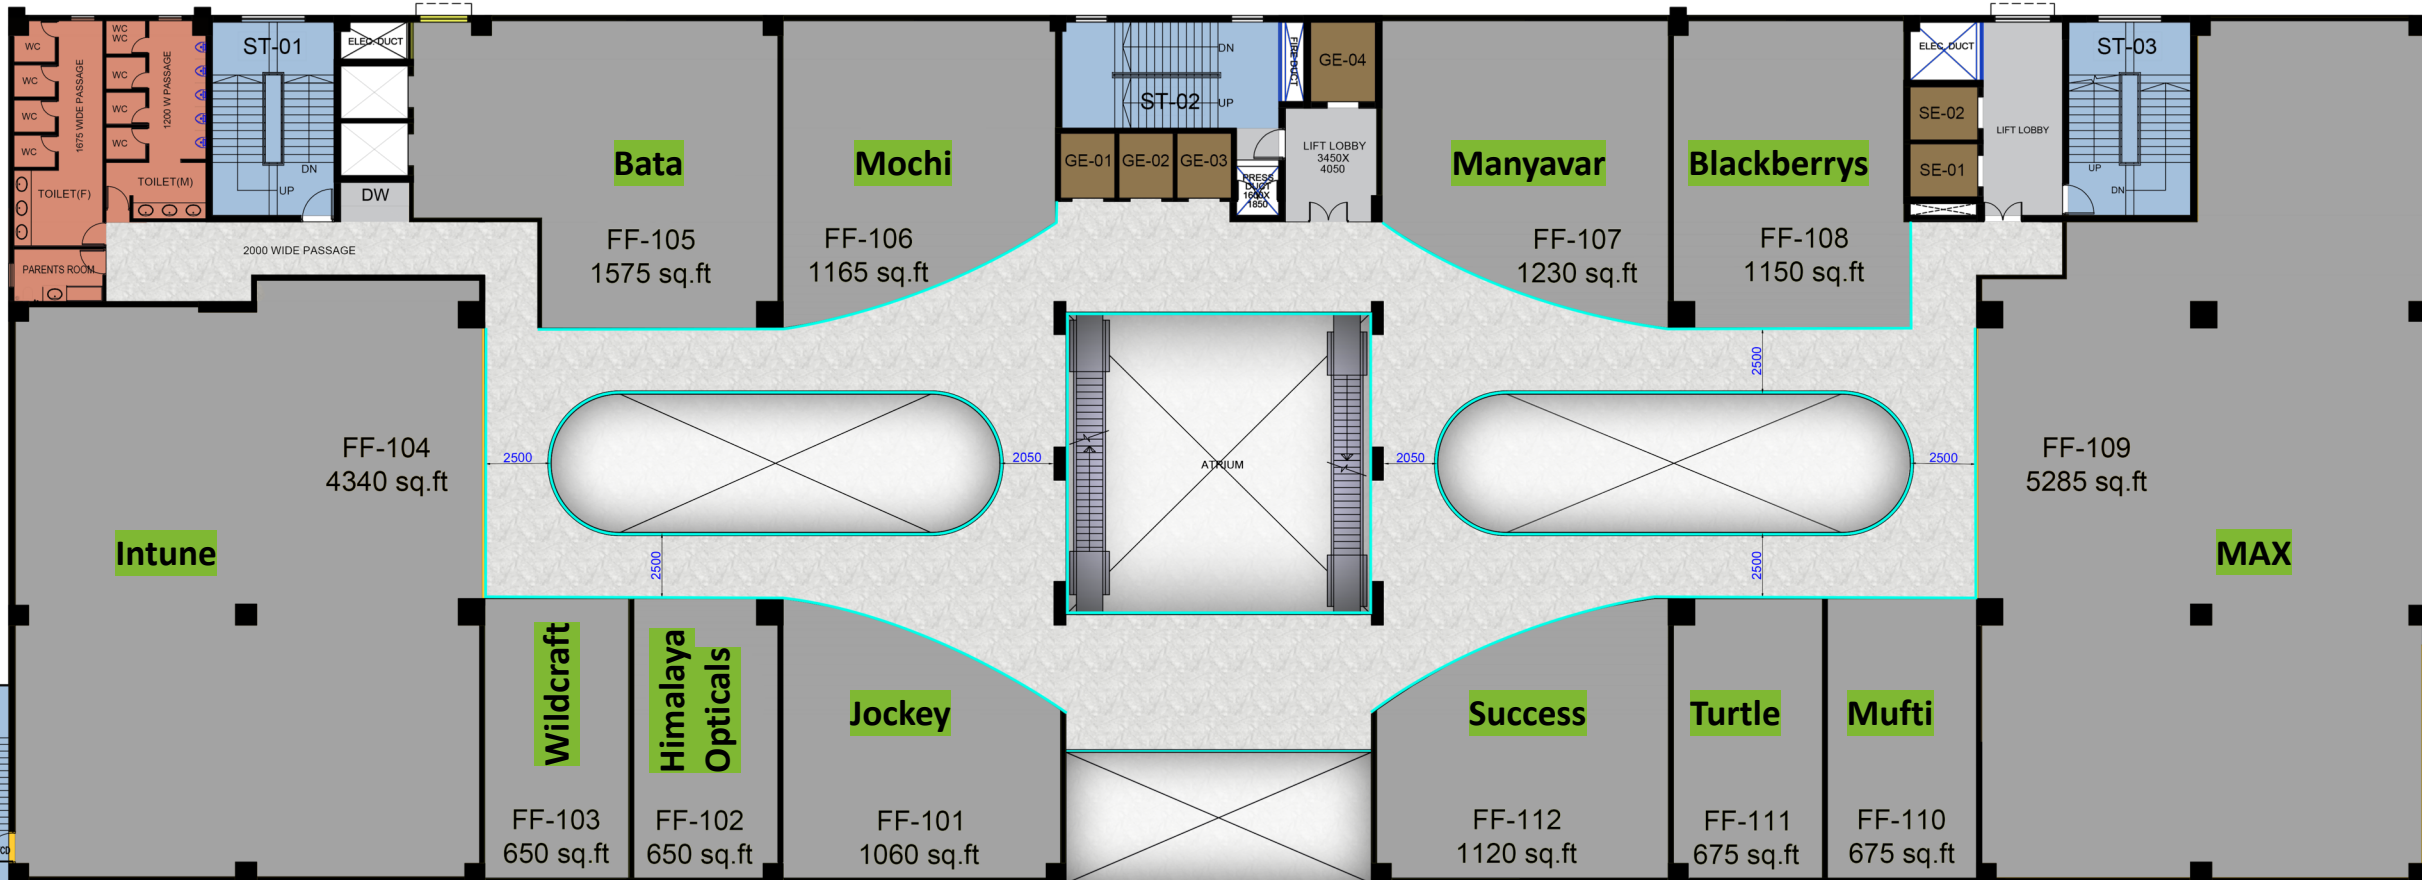 WC
WC
WC
WC
1675 WIDE PASSAGE
TOILET(F)
PARENTS ROOM
WC
WC
WC
WC
WC
1200 W PASSAGE
TOILET(M)
ST-01
DN
UP
ELEC. DUCT
DW
2000 WIDE PASSAGE
Bata
FF-105
1575 sq.ft
Mochi
FF-106
1165 sq.ft
DN
ST-02
UP
FIRE DUCT
GE-04
GE-01
GE-02
GE-03
PRESS.
DUCT
1600X
1850
LIFT LOBBY
3450X
4050
Manyavar
FF-107
1230 sq.ft
Blackberrys
FF-108
1150 sq.ft
ELEC. DUCT
SE-02
SE-01
LIFT LOBBY
ST-03
UP
DN
FF-104
4340 sq.ft
Intune
2500
2050
2500
ATRIUM
2050
2500
2500
2500
FF-109
5285 sq.ft
MAX
Wildcraft
FF-103
650 sq.ft
Himalaya
Opticals
FF-102
650 sq.ft
Jockey
FF-101
1060 sq.ft
Success
FF-112
1120 sq.ft
Turtle
FF-111
675 sq.ft
Mufti
FF-110
675 sq.ft
CD